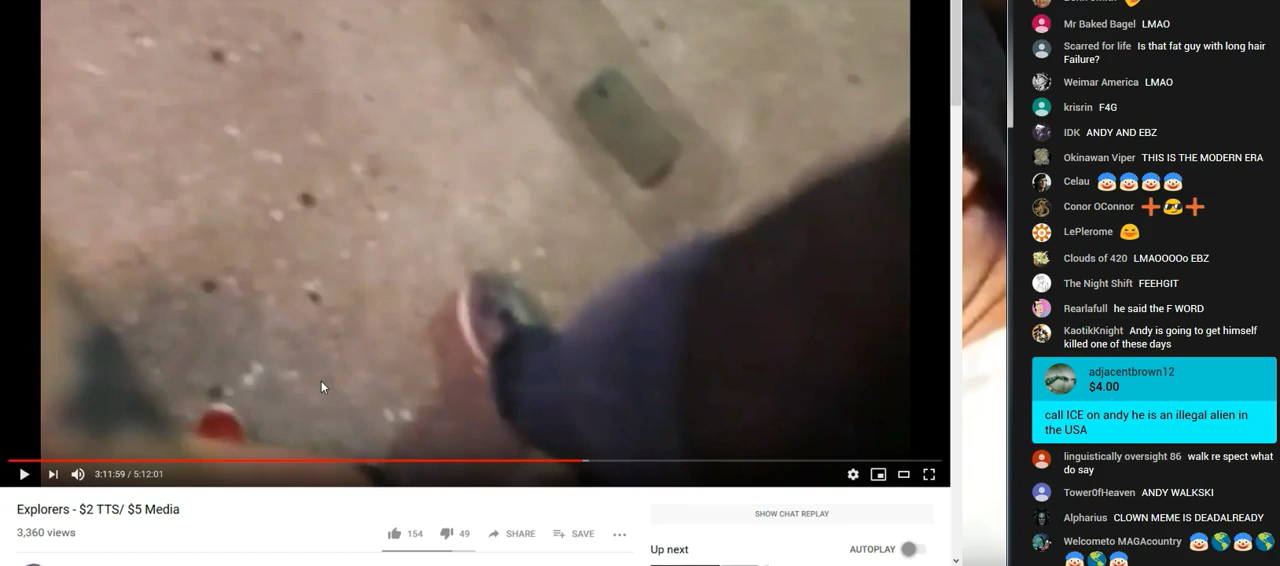 Mr Baked Bagel LMAO
Scarred for life Is that fat guy with long hair
Failure?
Weimar America LMAO
krisrin F4G
IDK ANDY AND EBZ
Okinawan Viper THIS IS THE MODERN ERA
Celau
Conor OConnor
LePlerome
Clouds of 420 LMAOOOOo EBZ
The Night Shift FEEHGIT
Rearlafull he said the F WORD
KaotikKnight Andy is going to get himself
killed one of these days
adjacentbrown12
$4.00
call ICE on andy he is an illegal alien in
the USA
linguistically oversight 86 walk re spect what
do say
Tower0fHeaven ANDY WALKSKI
Alpharius CLOWN MEME IS DEADALREADY
Welcometo MAGAcountry
3:11:59 / 5:12:01
Explorers - $2 TTS/ $5 Media
3,360 views
154
49
SHARE
SAVE
SHOW CHAT REPLAY
Up next
AUTOPLAY